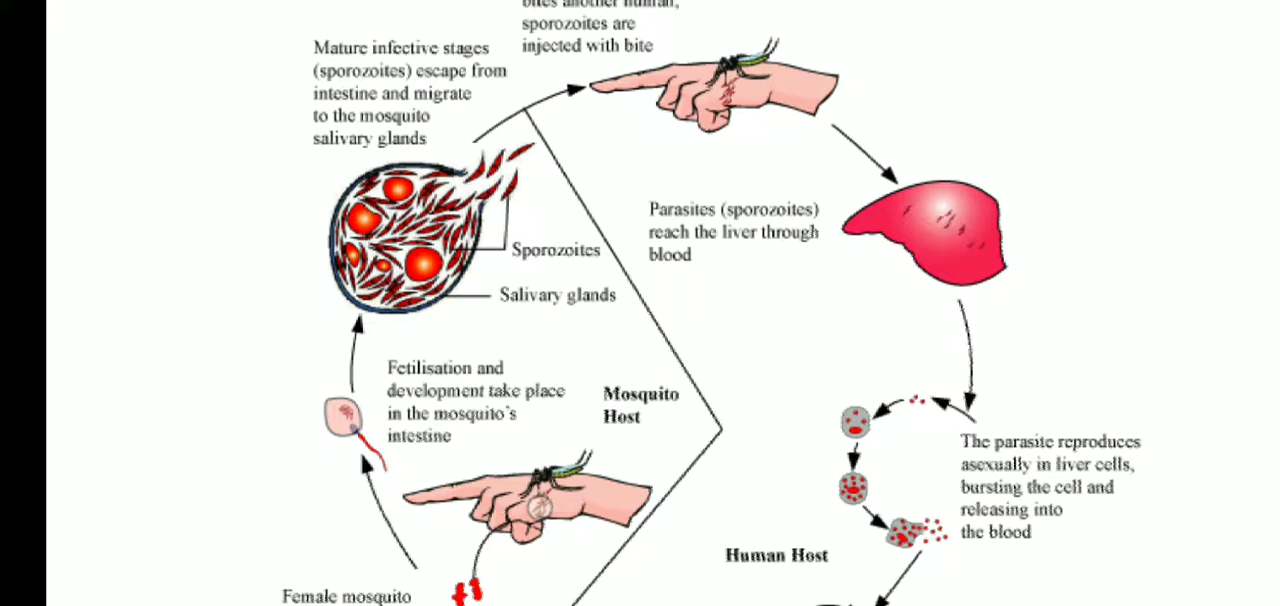 bites another human,
sporozoites are
injected with bite
Mature infective stages
(sporozoites) escape from
intestine and migrate
to the mosquito
salivary glands
Parasites (sporozoites)
reach the liver through
blood
Sporozoites
Salivary glands
Fetilisation and
development take place
in the mosquito's
intestine
Mosquito
Host
The parasite reproduces
asexually in liver cells,
bursting the cell and
releasing into
the blood
Human Host
Female mosquito